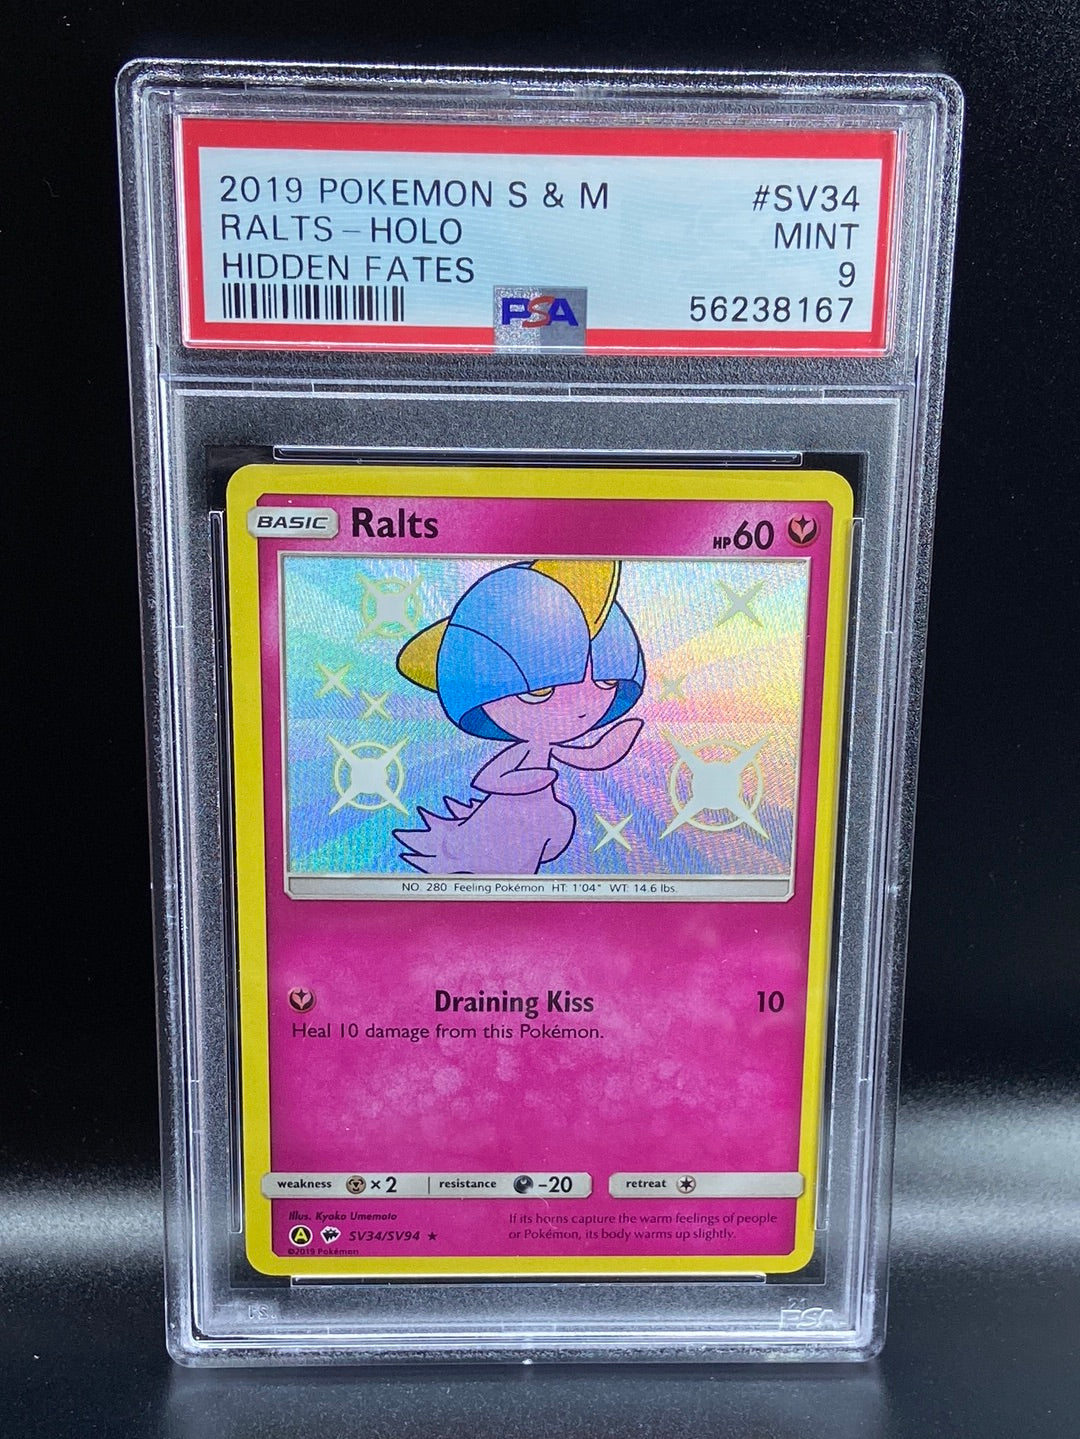 2019 POKEMON S & M #SV34
RALTS - HOLO MINT
HIDDEN FATES 9
PSA 56238167
BASIC Ralts HP60
NO. 280 Feeling Pokémon HT: 1'04" WT: 14.6 lbs.
Draining Kiss 10
Heal 10 damage from this Pokémon.
weakness ×2 resistance -20 retreat
Illus. Kyoko Umemoto
If its horns capture the warm feelings of people
or Pokémon, its body warms up slightly.
A SV34/SV94 ★
©2019 Pokémon
PSA